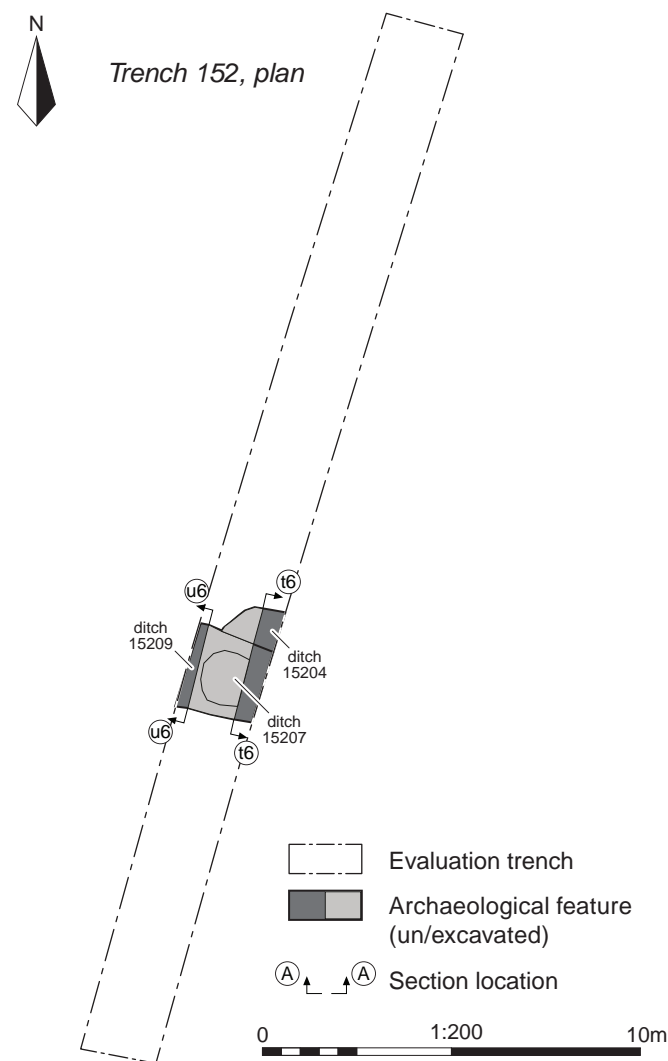 N
Trench 152, plan
t6
u6
ditch
15209
ditch
15204
ditch
15207
u6
t6
Evaluation trench
Archaeological feature
(un/excavated)
A A Section location
0 1:200 10m